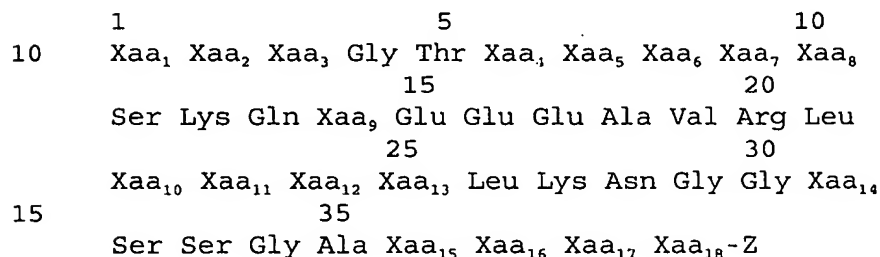 1 5 10
10 Xaa₁ Xaa₂ Xaa₃ Gly Thr Xaa₄ Xaa₅ Xaa₆ Xaa₇ Xaa₈
15 20
Ser Lys Gln Xaa₉ Glu Glu Glu Ala Val Arg Leu
25 30
Xaa₁₀ Xaa₁₁ Xaa₁₂ Xaa₁₃ Leu Lys Asn Gly Gly Xaa₁₄
15 35
Ser Ser Gly Ala Xaa₁₅ Xaa₁₆ Xaa₁₇ Xaa₁₈-Z